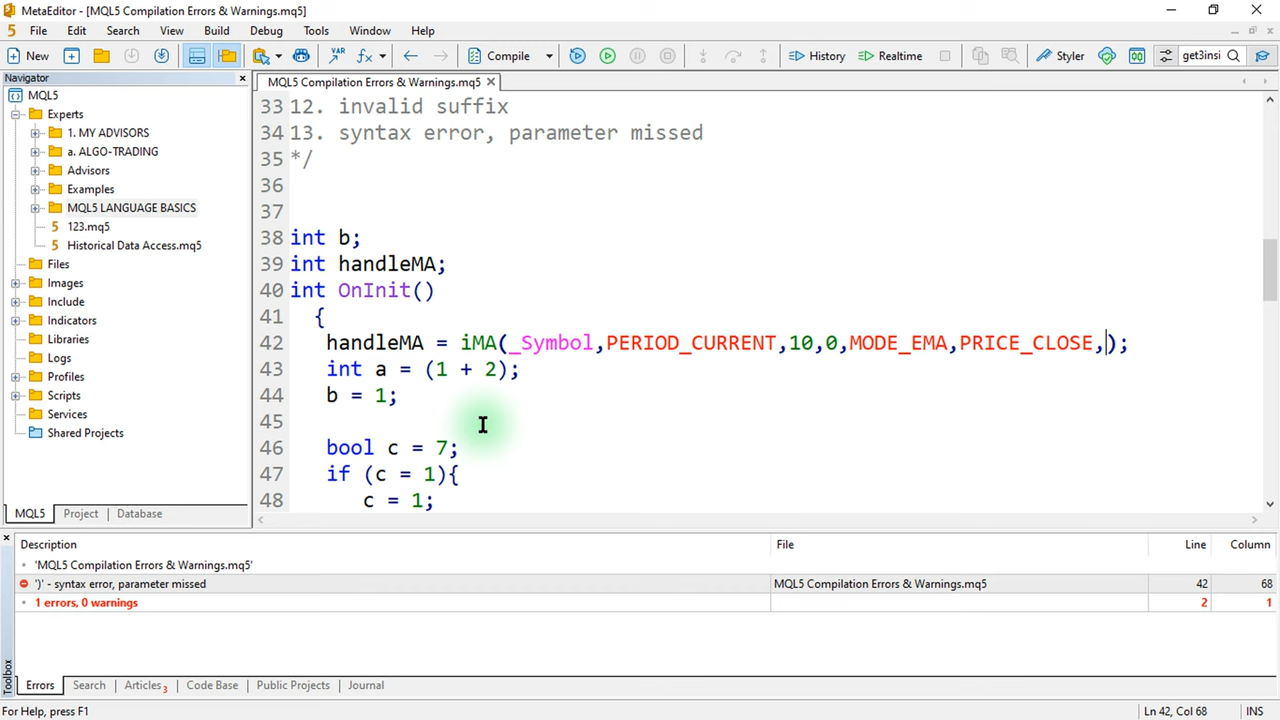 MetaEditor - [MQL5 Compilation Errors & Warnings.mq5]
5 File Edit Search View Build Debug Tools Window Help
New VAR fx Compile History Realtime Styler get3insi
Navigator
MQL5 Compilation Errors & Warnings.mq5
MQL5
Experts
1. MY ADVISORS
a. ALGO-TRADING
Advisors
Examples
MQL5 LANGUAGE BASICS
5 123.mq5
5 Historical Data Access.mq5
Files
Images
Include
Indicators
Libraries
Logs
Profiles
Scripts
Services
Shared Projects
MQL5 Project Database
33 12. invalid suffix
34 13. syntax error, parameter missed
35 */
36
37
38 int b;
39 int handleMA;
40 int OnInit()
41 {
42 handleMA = iMA(_Symbol,PERIOD_CURRENT,10,0,MODE_EMA,PRICE_CLOSE,);
43 int a = (1 + 2);
44 b = 1;
45
46 bool c = 7;
47 if (c = 1){
48 c = 1;
Description File Line Column
'MQL5 Compilation Errors & Warnings.mq5'
')' - syntax error, parameter missed MQL5 Compilation Errors & Warnings.mq5 42 68
1 errors, 0 warnings 2 1
Toolbox
Errors Search Articles 3 Code Base Public Projects Journal
For Help, press F1 Ln 42, Col 68 INS